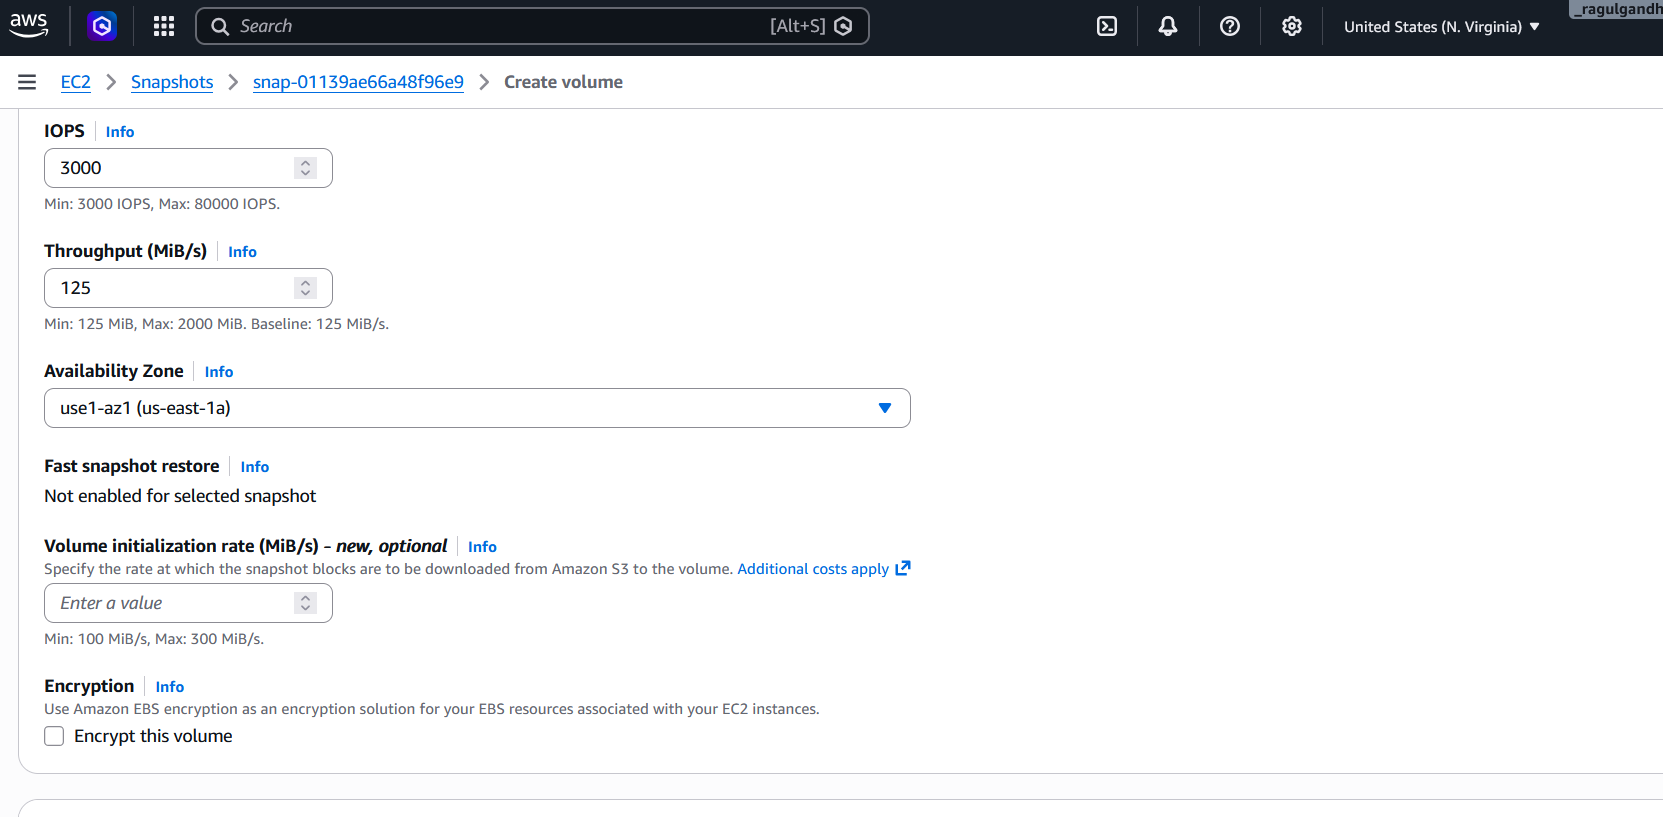 _ragulgandh
aws
Search [Alt+S]
United States (N. Virginia)
EC2 > Snapshots > snap-01139ae66a48f96e9 > Create volume
IOPS Info
3000
Min: 3000 IOPS, Max: 80000 IOPS.
Throughput (MiB/s) Info
125
Min: 125 MiB, Max: 2000 MiB. Baseline: 125 MiB/s.
Availability Zone Info
use1-az1 (us-east-1a)
Fast snapshot restore Info
Not enabled for selected snapshot
Volume initialization rate (MiB/s) - new, optional Info
Specify the rate at which the snapshot blocks are to be downloaded from Amazon S3 to the volume. Additional costs apply
Enter a value
Min: 100 MiB/s, Max: 300 MiB/s.
Encryption Info
Use Amazon EBS encryption as an encryption solution for your EBS resources associated with your EC2 instances.
Encrypt this volume